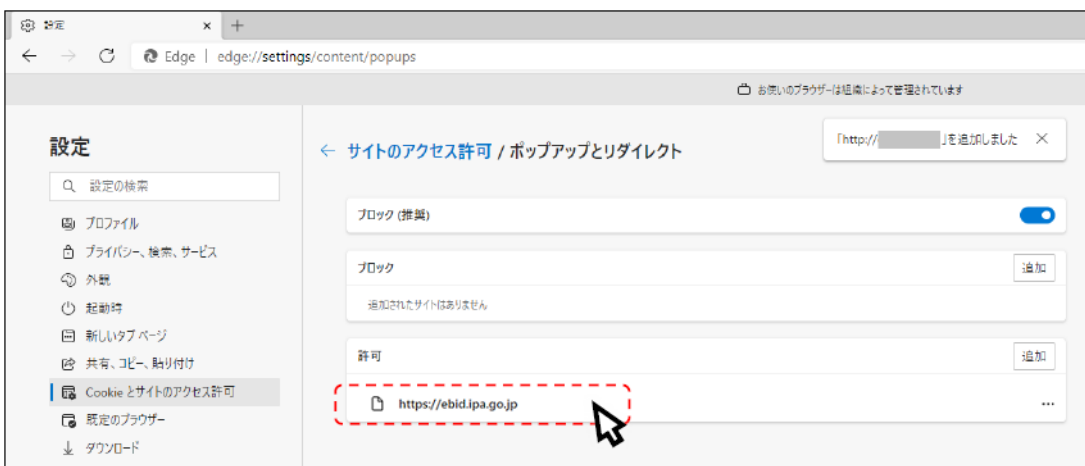 設定
Edge | edge://settings/content/popups
お使いのブラウザーは組織によって管理されています
設定
設定の検索
プロファイル
プライバシー、検索、サービス
外観
起動時
新しいタブ ページ
共有、コピー、貼り付け
Cookie とサイトのアクセス許可
既定のブラウザー
ダウンロード
サイトのアクセス許可 / ポップアップとリダイレクト
「http:// 」を追加しました
ブロック (推奨)
ブロック
追加
追加されたサイトはありません
許可
追加
https://ebid.ipa.go.jp